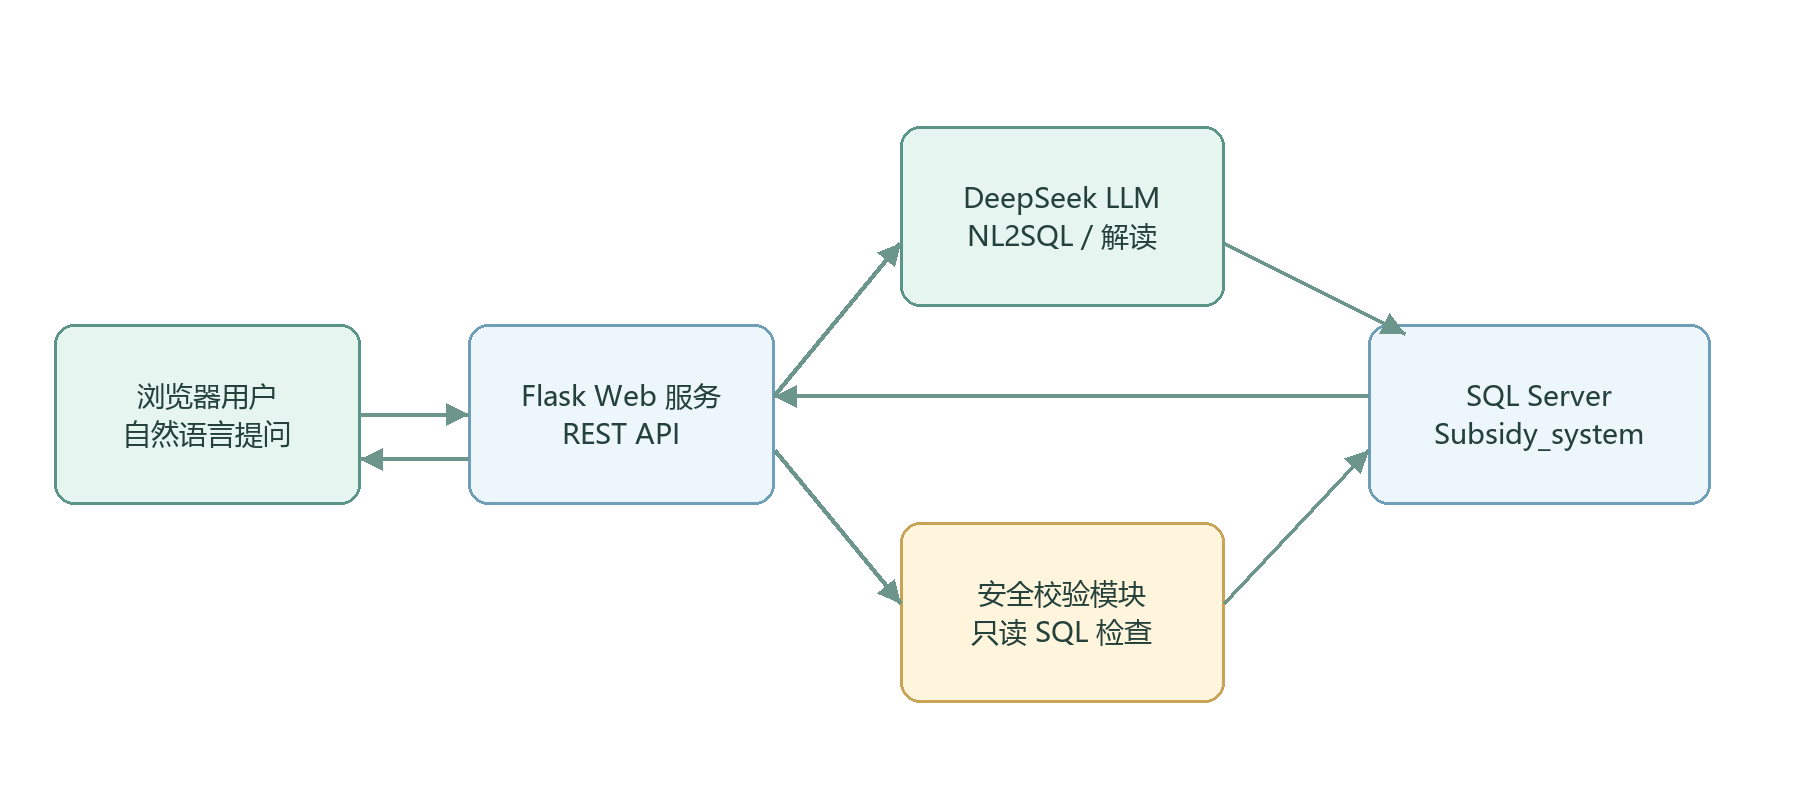 浏览器用户
自然语言提问
Flask Web 服务
REST API
DeepSeek LLM
NL2SQL / 解读
安全校验模块
只读 SQL 检查
SQL Server
Subsidy_system